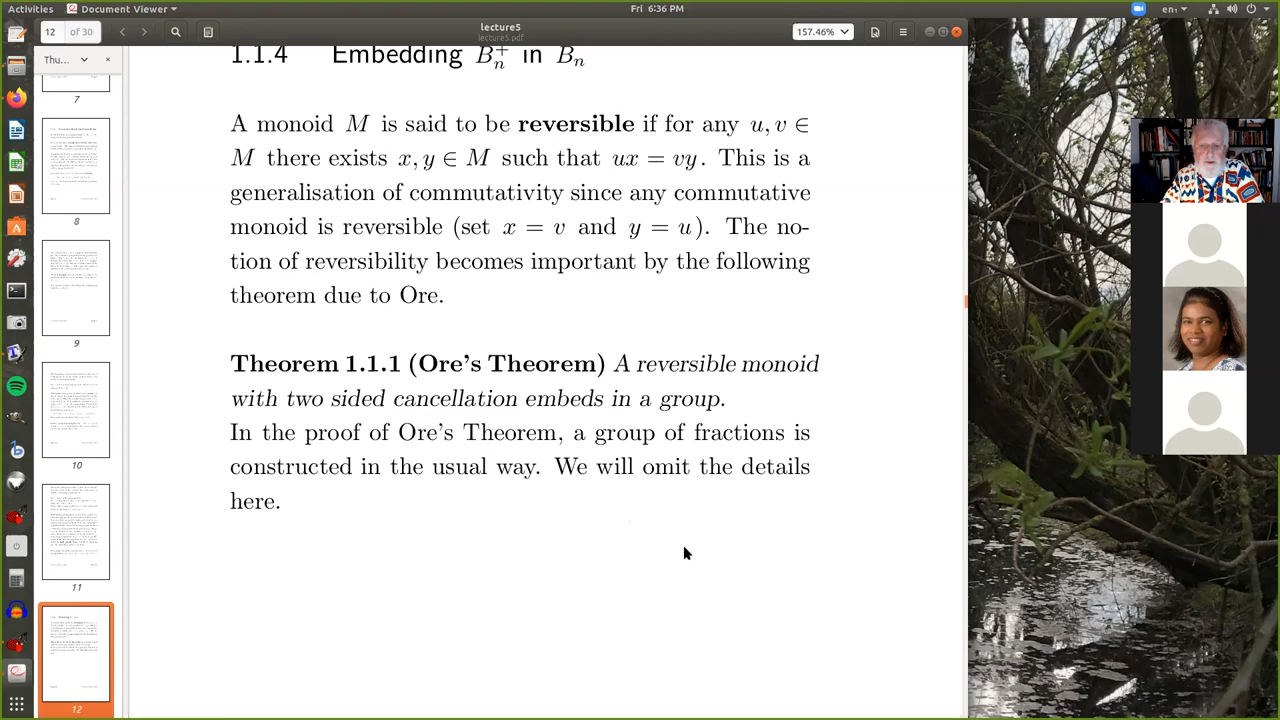 Activities Document Viewer Fri 6:36 PM en1
12 of 30 lecture5 lecture5.pdf 157.46%
Thu...
7
8
9
10
11
12
1.1.4 Embedding B_n^+ in B_n
A monoid M is said to be reversible if for any u, v ∈
M there exists x, y ∈ M such that ux = vy. This is a
generalisation of commutativity since any commutative
monoid is reversible (set x = v and y = u). The no-
tion of reversibility becomes important by the following
theorem due to Ore.
Theorem 1.1.1 (Ore's Theorem) A reversible monoid
with two sided cancellation embeds in a group.
In the proof of Ore's Theorem, a group of fractions is
constructed in the usual way. We will omit the details
here.